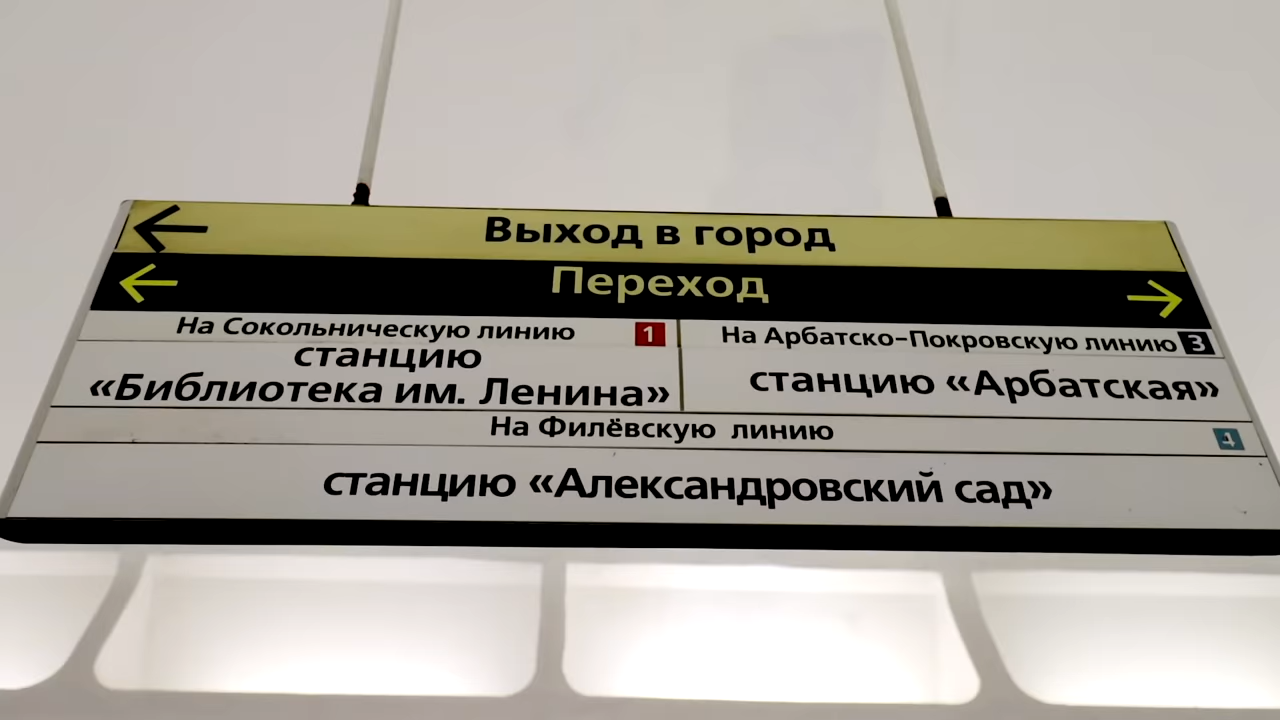 Выход в город
Переход
На Сокольническую линию 1
станцию
«Библиотека им. Ленина»
На Арбатско-Покровскую линию 3
станцию «Арбатская»
На Филёвскую линию 4
станцию «Александровский сад»